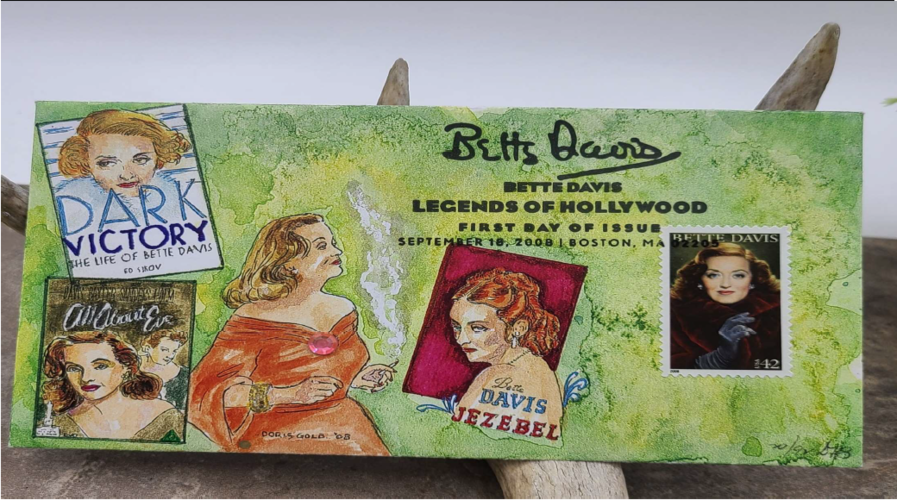 DARK
VICTORY
THE LIFE OF BETTE DAVIS
All About Eve
DORIS GOLD '08
Bette Davis
BETTE DAVIS
LEGENDS OF HOLLYWOOD
FIRST DAY OF ISSUE
SEPTEMBER 18, 2008 | BOSTON, MA 02205
Bette
DAVIS
JEZEBEL
BETTE DAVIS
42